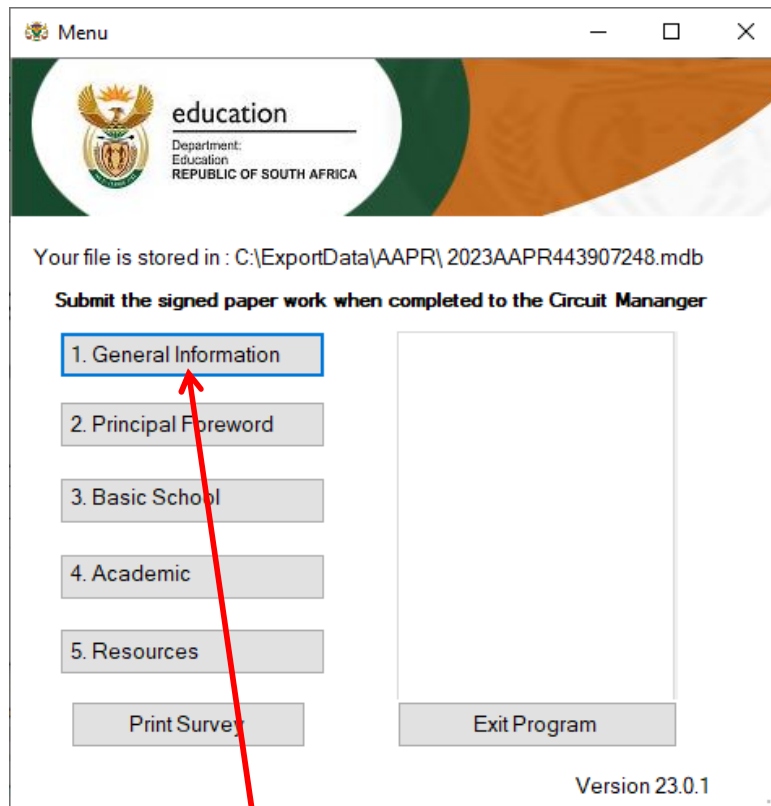 Menu
education
Department:
Education
REPUBLIC OF SOUTH AFRICA
Your file is stored in : C:\ExportData\AAPR\ 2023AAPR443907248.mdb
Submit the signed paper work when completed to the Circuit Mananger
1. General Information
2. Principal Foreword
3. Basic School
4. Academic
5. Resources
Print Survey
Exit Program
Version 23.0.1